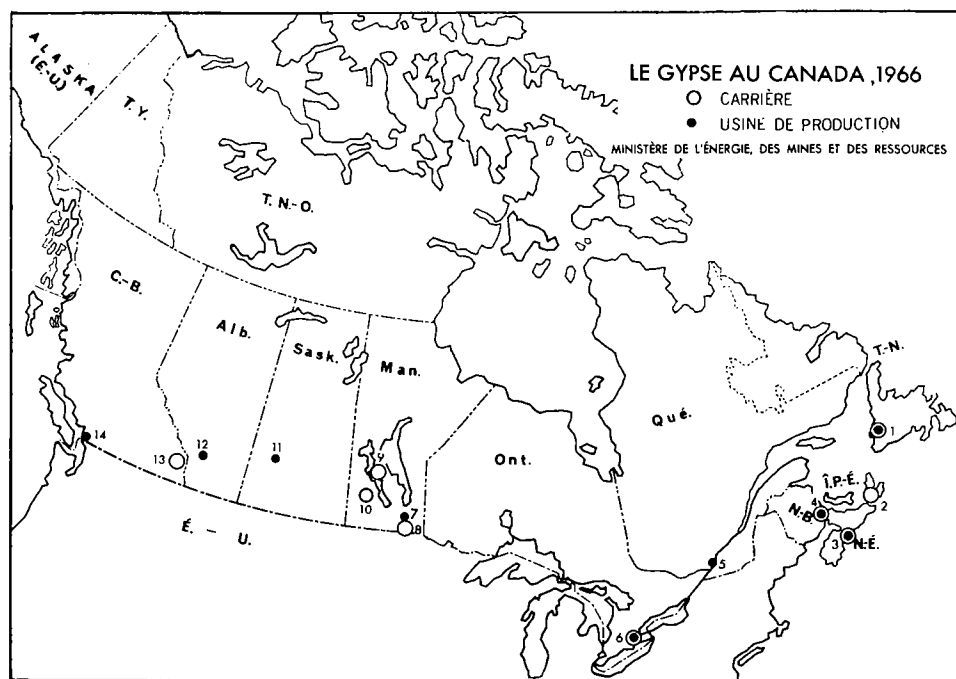 LE GYPSE AU CANADA, 1966
CARRIÈRE
USINE DE PRODUCTION
MINISTÈRE DE L'ÉNERGIE, DES MINES ET DES RESSOURCES
ALASKA
(É.-U.)
T.Y.
T.N.-O.
C.-B.
Alb.
Sask.
Man.
Ont.
Qué.
T.-N.
Î.P.-É.
N.-B.
N.-É.
É. - U.
1
2
3
4
5
6
7
8
9
10
11
12
13
14